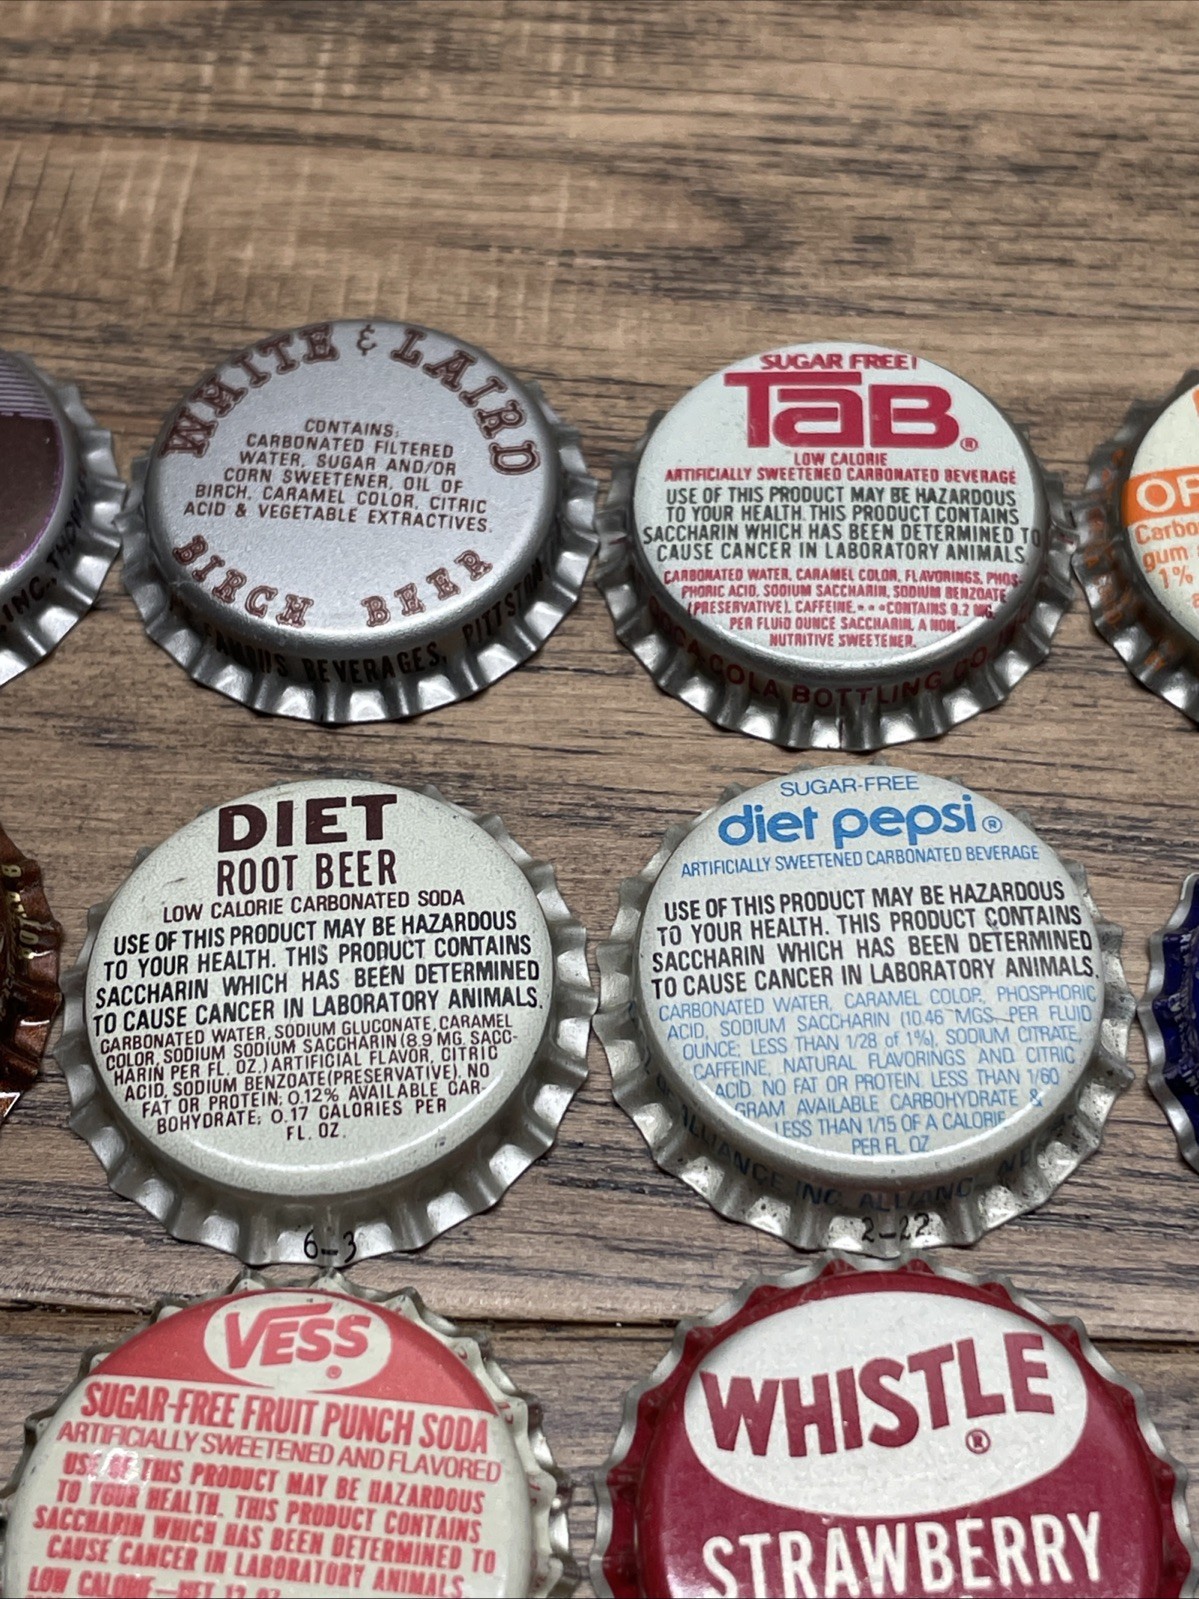 WHITE & LAIRD
CONTAINS;
CARBONATED FILTERED
WATER, SUGAR AND/OR
CORN SWEETENER, OIL OF
BIRCH, CARAMEL COLOR, CITRIC
ACID & VEGETABLE EXTRACTIVES.
BIRCH BEER
FAMOUS BEVERAGES, PITTSTON,
SUGAR FREE!
TaB®
LOW CALORIE
ARTIFICIALLY SWEETENED CARBONATED BEVERAGE
USE OF THIS PRODUCT MAY BE HAZARDOUS
TO YOUR HEALTH. THIS PRODUCT CONTAINS
SACCHARIN WHICH HAS BEEN DETERMINED TO
CAUSE CANCER IN LABORATORY ANIMALS
CARBONATED WATER, CARAMEL COLOR, FLAVORINGS, PHOS-
PHORIC ACID, SODIUM SACCHARIN, SODIUM BENZOATE
(PRESERVATIVE), CAFFEINE, • • • CONTAINS 9.2 MG.
PER FLUID OUNCE SACCHARIN, A NON-
NUTRITIVE SWEETENER.
COCA-COLA BOTTLING CO.
INC.
OR
Carbo
gum
1%
DIET
ROOT BEER
LOW CALORIE CARBONATED SODA
USE OF THIS PRODUCT MAY BE HAZARDOUS
TO YOUR HEALTH. THIS PRODUCT CONTAINS
SACCHARIN WHICH HAS BEEN DETERMINED
TO CAUSE CANCER IN LABORATORY ANIMALS.
CARBONATED WATER, SODIUM GLUCONATE, CARAMEL
COLOR, SODIUM SODIUM SACCHARIN (8.9 MG. SACC-
HARIN PER FL. OZ.) ARTIFICIAL FLAVOR, CITRIC
ACID, SODIUM BENZOATE (PRESERVATIVE), NO
FAT OR PROTEIN; 0.12% AVAILABLE CAR-
BOHYDRATE; 0.17 CALORIES PER
FL. OZ.
6-3
SUGAR-FREE
diet pepsi®
ARTIFICIALLY SWEETENED CARBONATED BEVERAGE
USE OF THIS PRODUCT MAY BE HAZARDOUS
TO YOUR HEALTH. THIS PRODUCT CONTAINS
SACCHARIN WHICH HAS BEEN DETERMINED
TO CAUSE CANCER IN LABORATORY ANIMALS.
CARBONATED WATER, CARAMEL COLOR, PHOSPHORIC
ACID, SODIUM SACCHARIN (10.46 MGS. PER FLUID
OUNCE; LESS THAN 1/28 of 1%), SODIUM CITRATE,
CAFFEINE, NATURAL FLAVORINGS AND CITRIC
ACID. NO FAT OR PROTEIN. LESS THAN 1/60
GRAM AVAILABLE CARBOHYDRATE &
LESS THAN 1/15 OF A CALORIE
PER FL. OZ
ALLIANCE INC. ALLIANCE
2-22
VESS®
SUGAR-FREE FRUIT PUNCH SODA
ARTIFICIALLY SWEETENED AND FLAVORED
USE OF THIS PRODUCT MAY BE HAZARDOUS
TO YOUR HEALTH. THIS PRODUCT CONTAINS
SACCHARIN WHICH HAS BEEN DETERMINED TO
CAUSE CANCER IN LABORATORY ANIMALS.
LOW CALORIE—NET 12 OZ.
WHISTLE®
STRAWBERRY